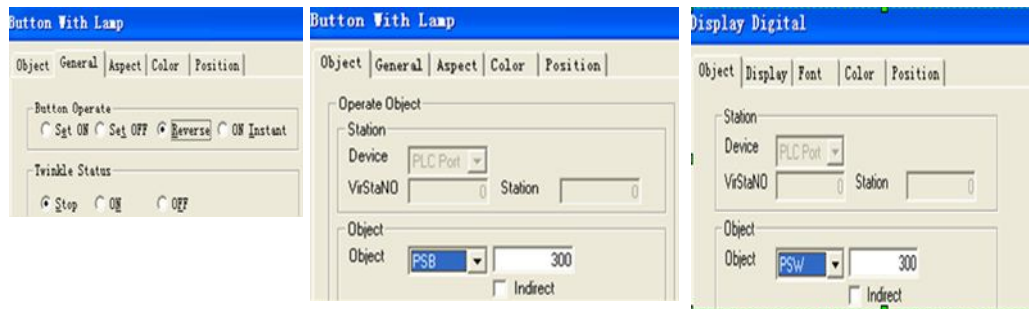 Button With Lamp
Object General Aspect Color Position
Button Operate
Set ON Set OFF Reverse ON Instant
Twinkle Status
Stop ON OFF
Button With Lamp
Object General Aspect Color Position
Operate Object
Station
Device PLC Port
VirStaNO 0 Station 0
Object
Object PSB 300
Indirect
Display Digital
Object Display Font Color Position
Station
Device PLC Port
VirStaNO 0 Station 0
Object
Object PSW 300
Indirect